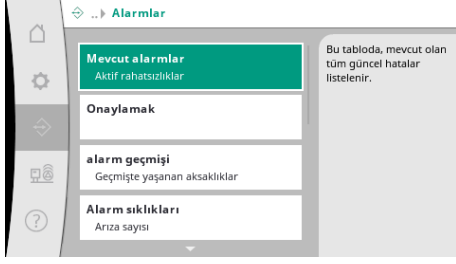 ..▸ Alarmlar
Mevcut alarmlar
Aktif rahatsızlıklar
Onaylamak
alarm geçmişi
Geçmişte yaşanan aksaklıklar
Alarm sıklıkları
Arıza sayısı
Bu tabloda, mevcut olan
tüm güncel hatalar
listelenir.
?